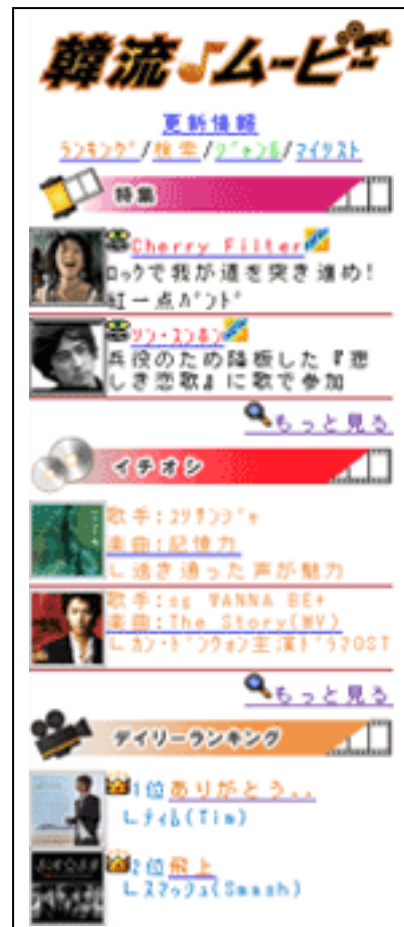 韓流♪ムービー
更新情報
ランキング/検索/ジャンル/マイリスト
特集
Cherry Filter
ロックで我が道を突き進め!
紅一点バンド
ソン・スンホン
兵役のため降板した『悲
しき恋歌』に歌で参加
もっと見る
イチオシ
歌手:ユリサンジャ
楽曲:記憶力
∟透き通った声が魅力
歌手:sg WANNA BE+
楽曲:The Story(MV)
∟カン・ドンウォン主演ドラマOST
もっと見る
デイリーランキング
1位ありがとう..
∟ティム(Tim)
2位飛上
∟スマッシュ(Smash)